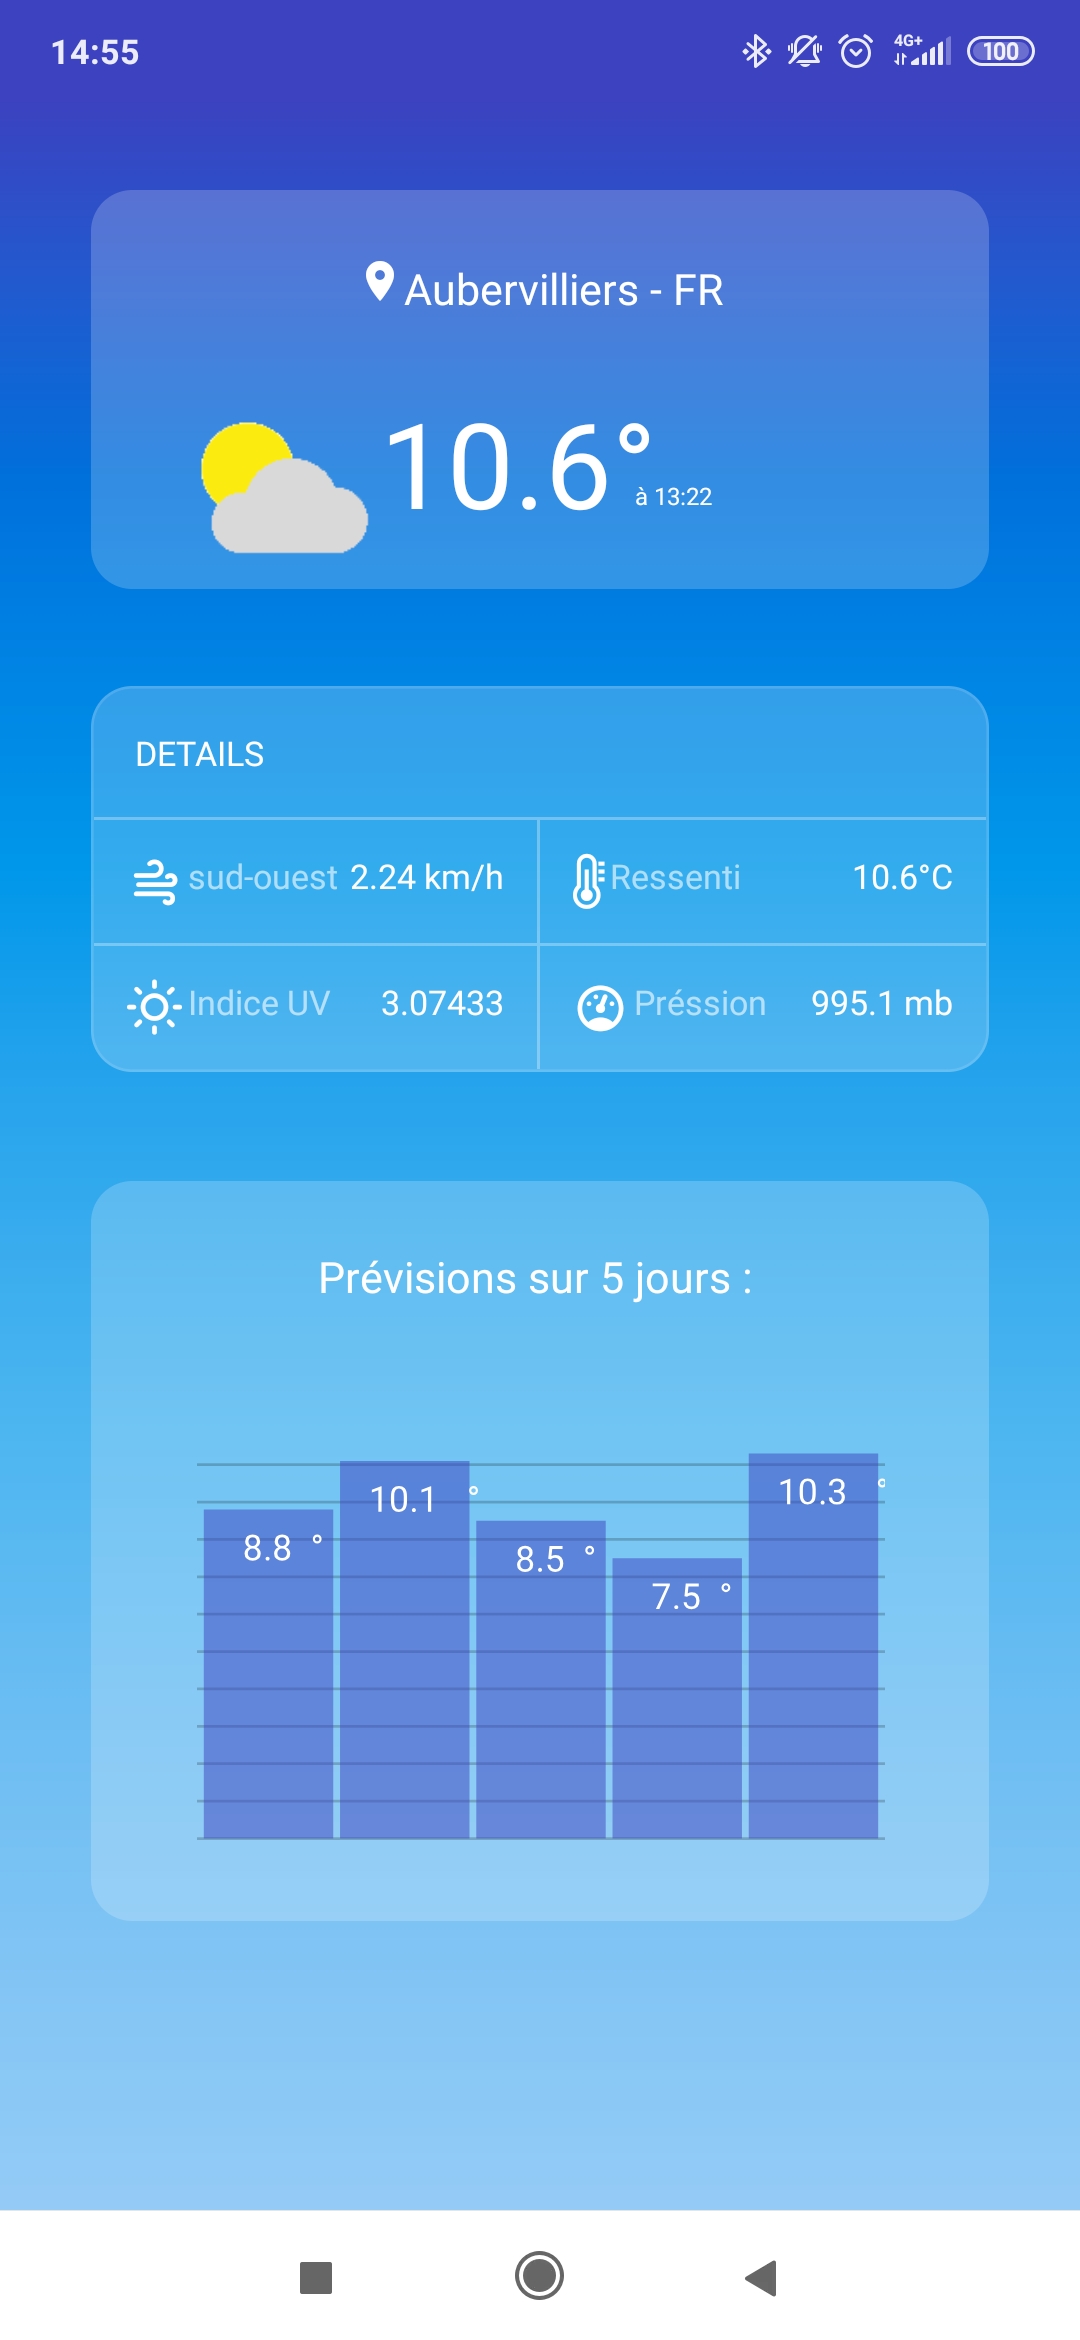 14:55
4G+
100
Aubervilliers - FR
10.6°
à 13:22
DETAILS
sud-ouest 2.24 km/h
Ressenti 10.6°C
Indice UV 3.07433
Préssion 995.1 mb
Prévisions sur 5 jours :
8.8 °
10.1 °
8.5 °
7.5 °
10.3 °